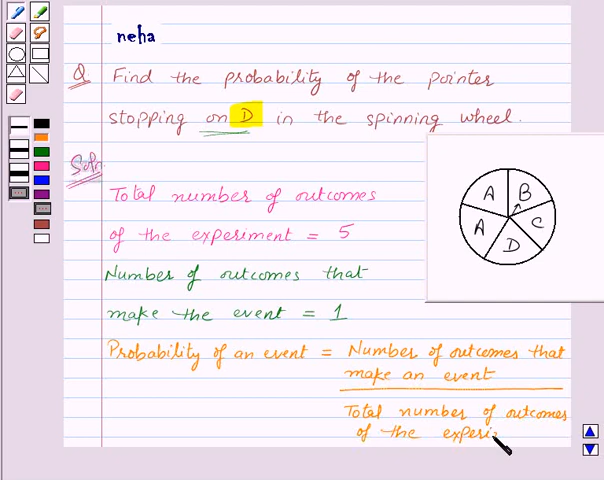 neha
Q Find the probability of the pointer
stopping on D in the spinning wheel.
Soln
Total number of outcomes
of the experiment = 5
Number of outcomes that
make the event = 1
Probability of an event = Number of outcomes that
make an event
Total number of outcomes
of the experi
A B
A C
D